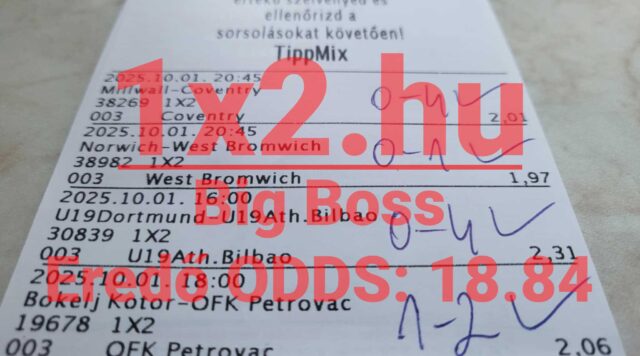 ellenőrizd a
sorsolásokat követően!
TippMix
2025.10.01. 20:45
Millwall-Coventry
38269 1X2
003 Coventry 2,01
0-4 ✓
2025.10.01. 20:45
Norwich-West Bromwich
38982 1X2
003 West Bromwich 1,97
0-1 ✓
2025.10.01. 16:00
U19Dortmund-U19Ath.Bilbao
30839 1X2
003 U19Ath.Bilbao 2,31
0-4 ✓
2025.10.01. 18:00
Bokelj Kotor-OFK Petrovac
19678 1X2
003 OFK Petrovac 2,06
1-2 ✓
1x2.hu
Big Boss
Eredo ODDS: 18.84